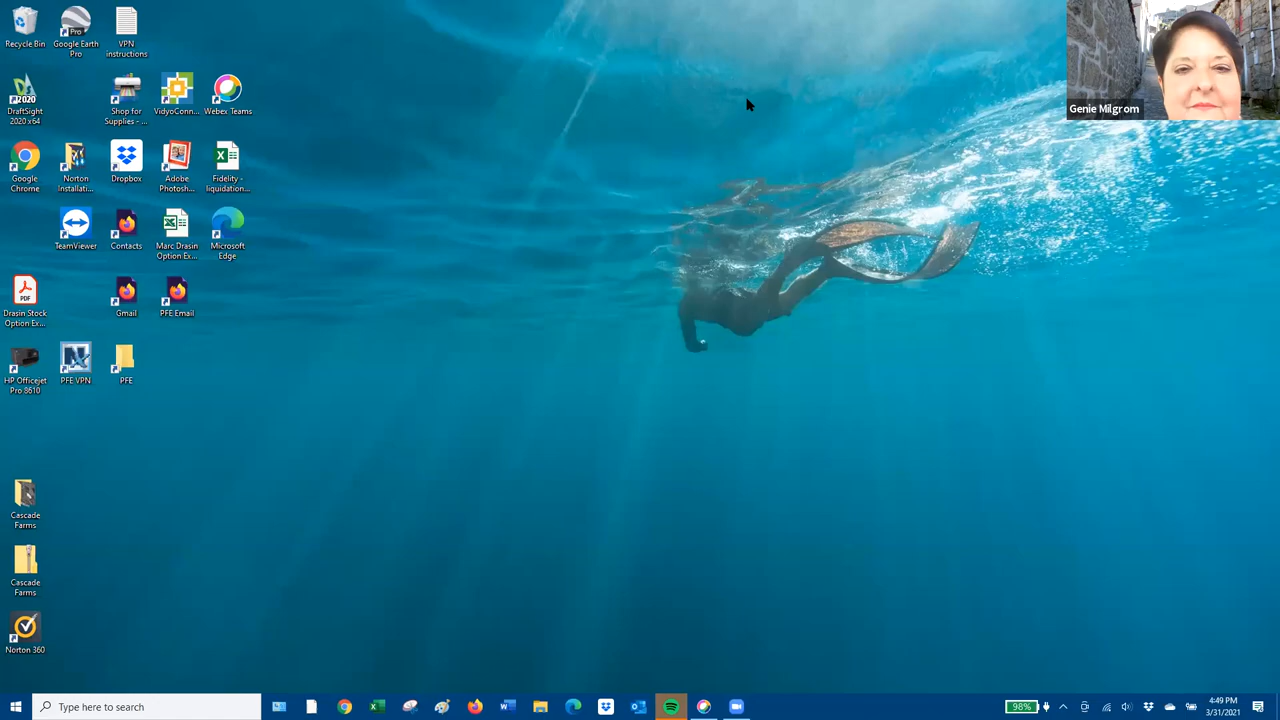 Recycle Bin
Google Earth
Pro
VPN
instructions
Pro
2020
DraftSight
2020 x64
Shop for
Supplies - ...
VidyoConn...
Webex Teams
Google
Chrome
Norton
Installati...
Dropbox
Adobe
Photosh...
Fidelity -
liquidation...
TeamViewer
Contacts
Marc Drasin
Option Ex...
Microsoft
Edge
PDF
Drasin Stock
Option Ex...
Gmail
PFE Email
HP Officejet
Pro 8610
PFE VPN
PFE
Cascade
Farms
Cascade
Farms
Norton 360
Genie Milgrom
Type here to search
98%
4:49 PM
3/31/2021